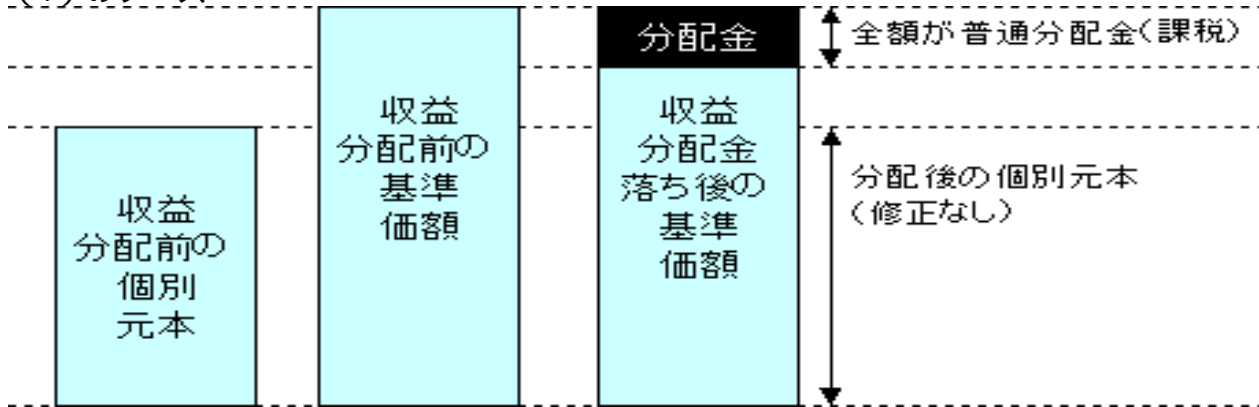 分配金
全額が普通分配金(課税)
収益
分配前の
基準
価額
収益
分配金
落ち後の
基準
価額
収益
分配前の
個別
元本
分配後の個別元本
(修正なし)